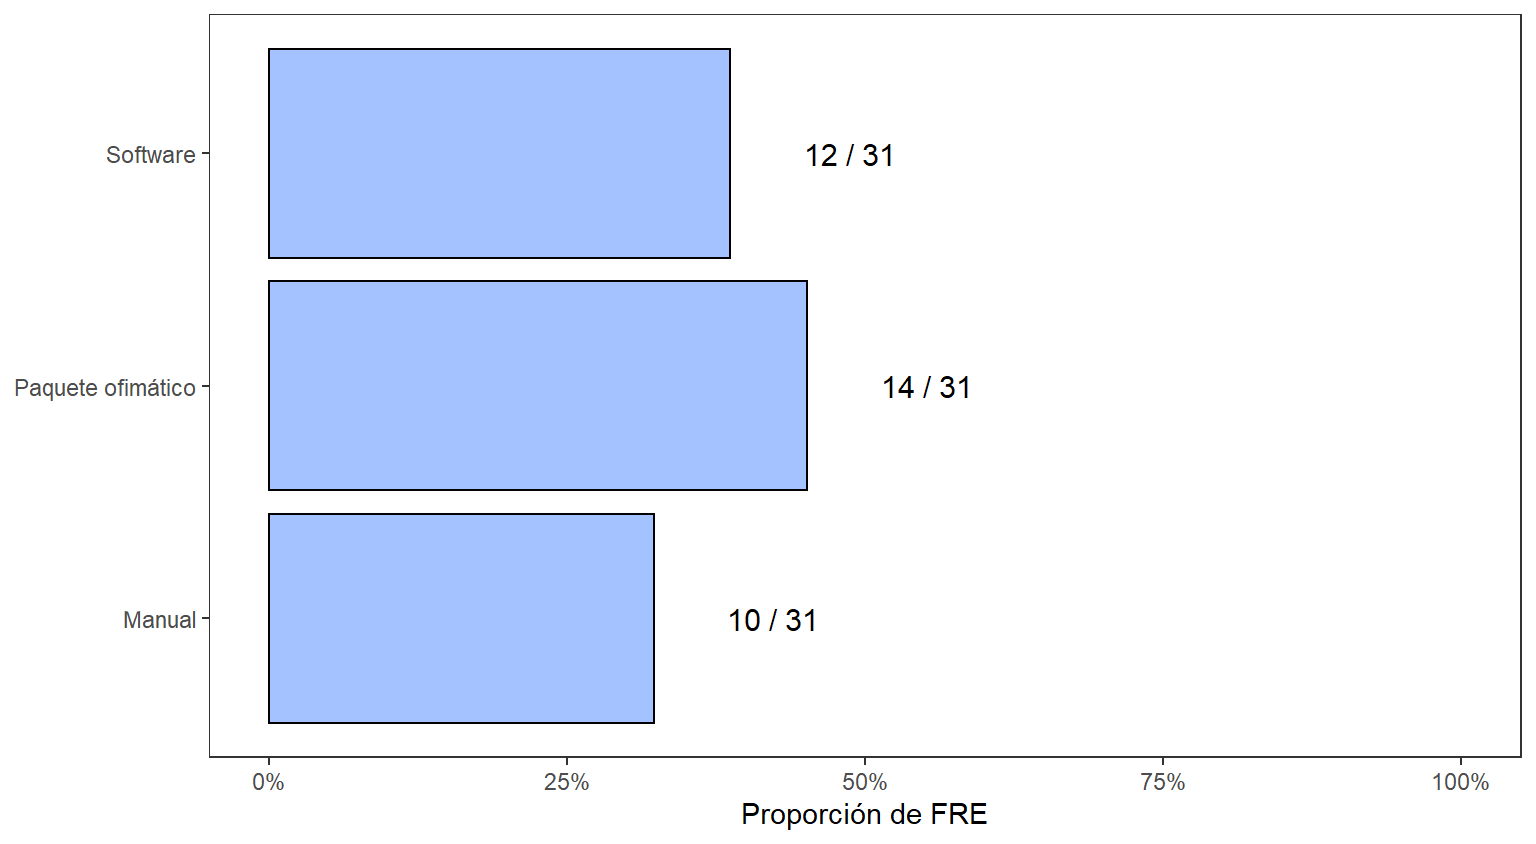 Software
12 / 31
Paquete ofimático
14 / 31
Manual
10 / 31
0% 25% 50% 75% 100%
Proporción de FRE